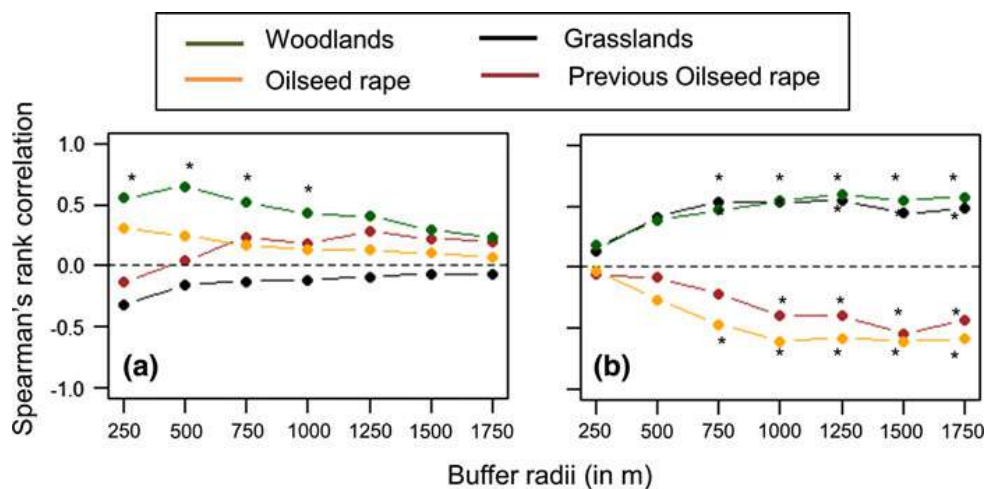 Woodlands Grasslands
Oilseed rape Previous Oilseed rape
Spearman's rank correlation
1.0
0.5
0.0
-0.5
-1.0
* * * *
(a)
* * * * *
* *
* * * *
* * * * *
(b)
250 500 750 1000 1250 1500 1750
250 500 750 1000 1250 1500 1750
Buffer radii (in m)